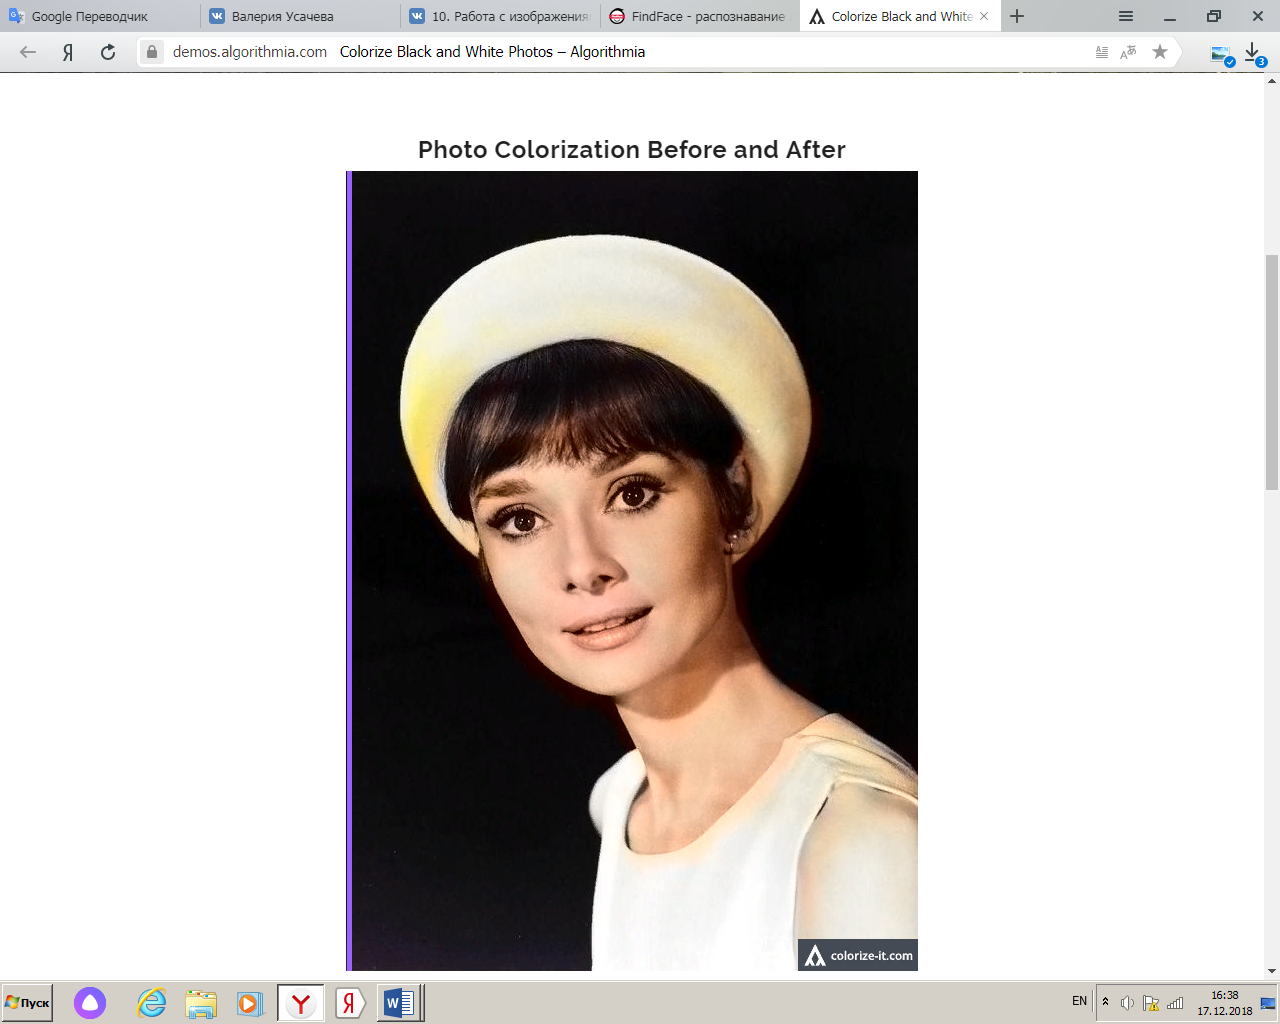 Google Переводчик
Валерия Усачева
10. Работа с изображения
FindFace - распознавание
Colorize Black and White
Я
demos.algorithmia.com Colorize Black and White Photos – Algorithmia
3
Photo Colorization Before and After
colorize-it.com
Пуск
Я
W
EN
16:38
17.12.2018